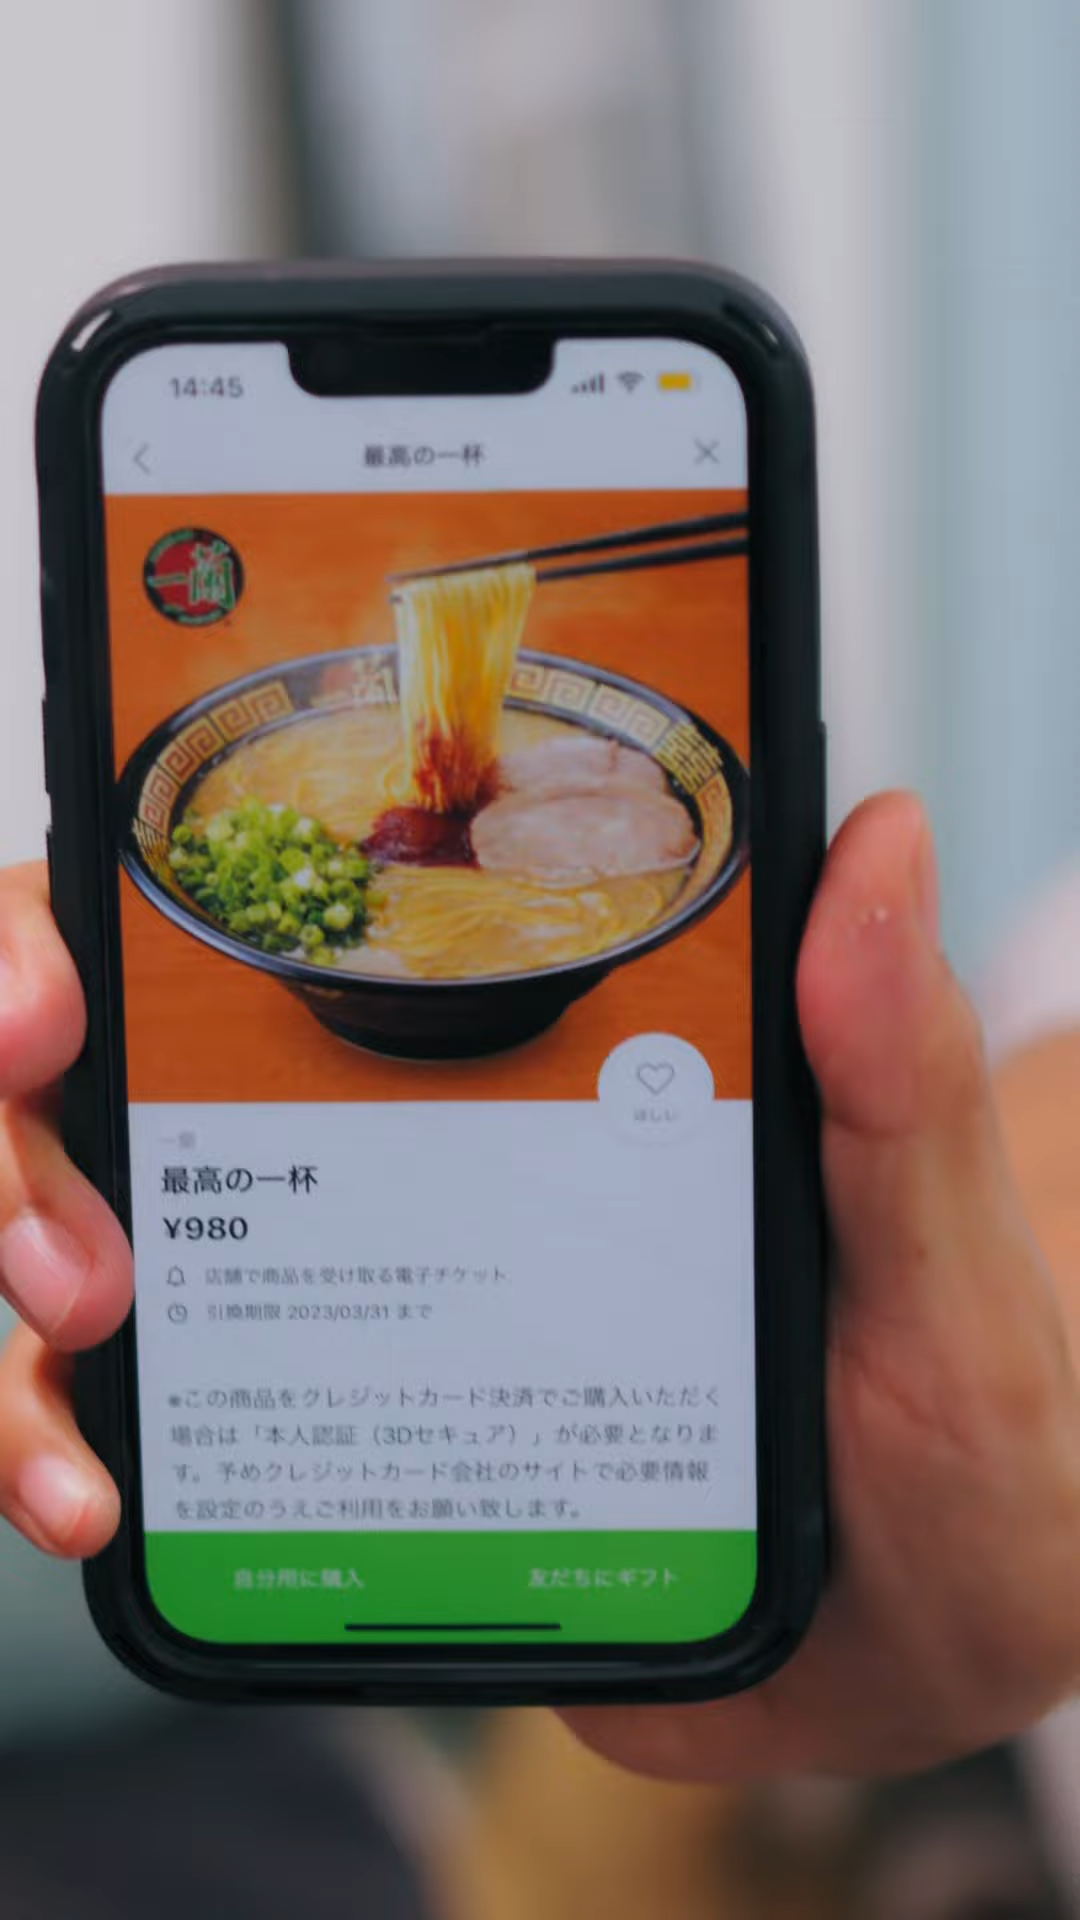 14:45
最高の一杯
一蘭
一蘭
一蘭
最高の一杯
¥980
店舗で商品を受け取る電子チケット
引換期限 2023/03/31 まで
※この商品をクレジットカード決済でご購入いただく
場合は「本人認証（3Dセキュア）」が必要となりま
す。予めクレジットカード会社のサイトで必要情報
を設定のうえご利用をお願い致します。
ほしい
自分用に購入
友だちにギフト